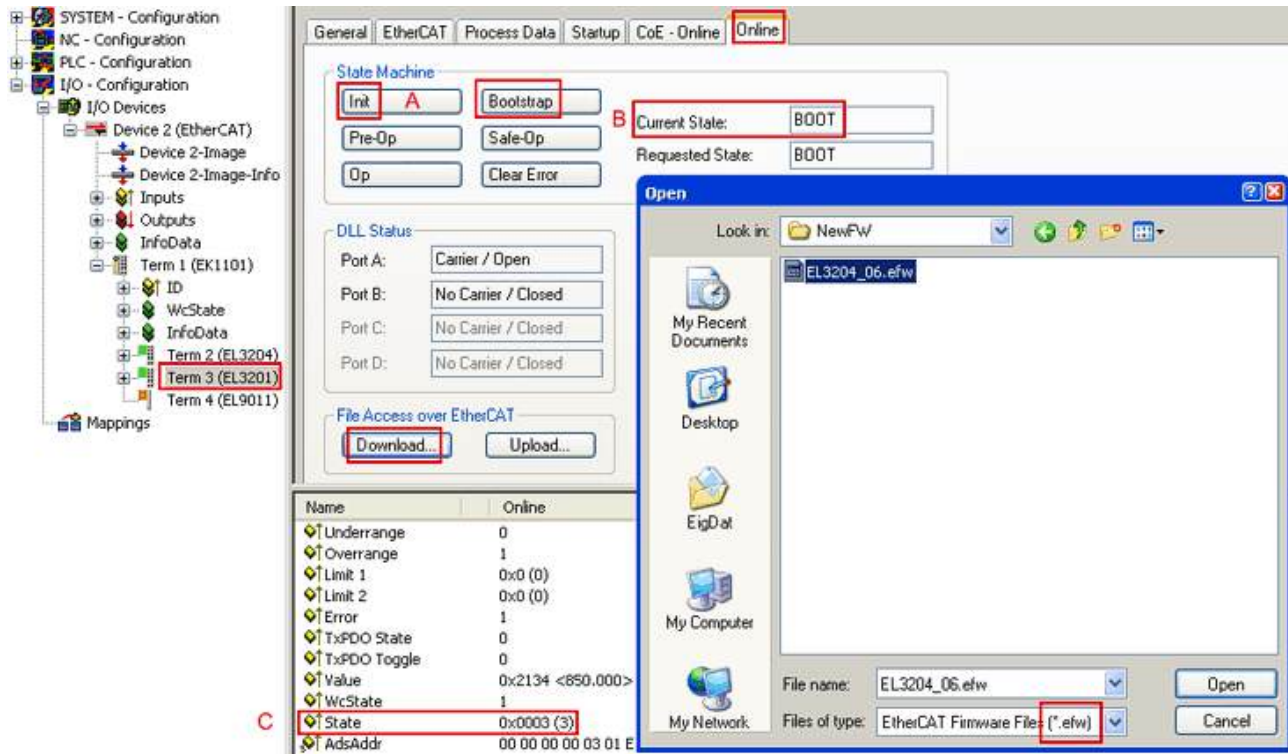 SYSTEM - Configuration
NC - Configuration
PLC - Configuration
I/O - Configuration
I/O Devices
Device 2 (EtherCAT)
Device 2-Image
Device 2-Image-Info
Inputs
Outputs
InfoData
Term 1 (EK1101)
ID
WcState
InfoData
Term 2 (EL3204)
Term 3 (EL3201)
Term 4 (EL9011)
Mappings
General EtherCAT Process Data Startup CoE - Online Online
State Machine
Init A Bootstrap
Pre-Op Safe-Op
Op Clear Error
B Current State: BOOT
Requested State: BOOT
DLL Status
Port A: Carrier / Open
Port B: No Carrier / Closed
Port C: No Carrier / Closed
Port D: No Carrier / Closed
File Access over EtherCAT
Download... Upload...
Name Online
Underrange 0
Overrange 1
Limit 1 0x0 (0)
Limit 2 0x0 (0)
Error 1
TxPDO State 0
TxPDO Toggle 0
Value 0x2134 <850.000>
WcState 1
C State 0x0003 (3)
AdsAddr 00 00 00 00 03 01 E
Open
Look in: NewFW
EL3204_06.efw
My Recent
Documents
Desktop
EigDat
My Computer
My Network
File name: EL3204_06.efw Open
Files of type: EtherCAT Firmware Files (*.efw) Cancel